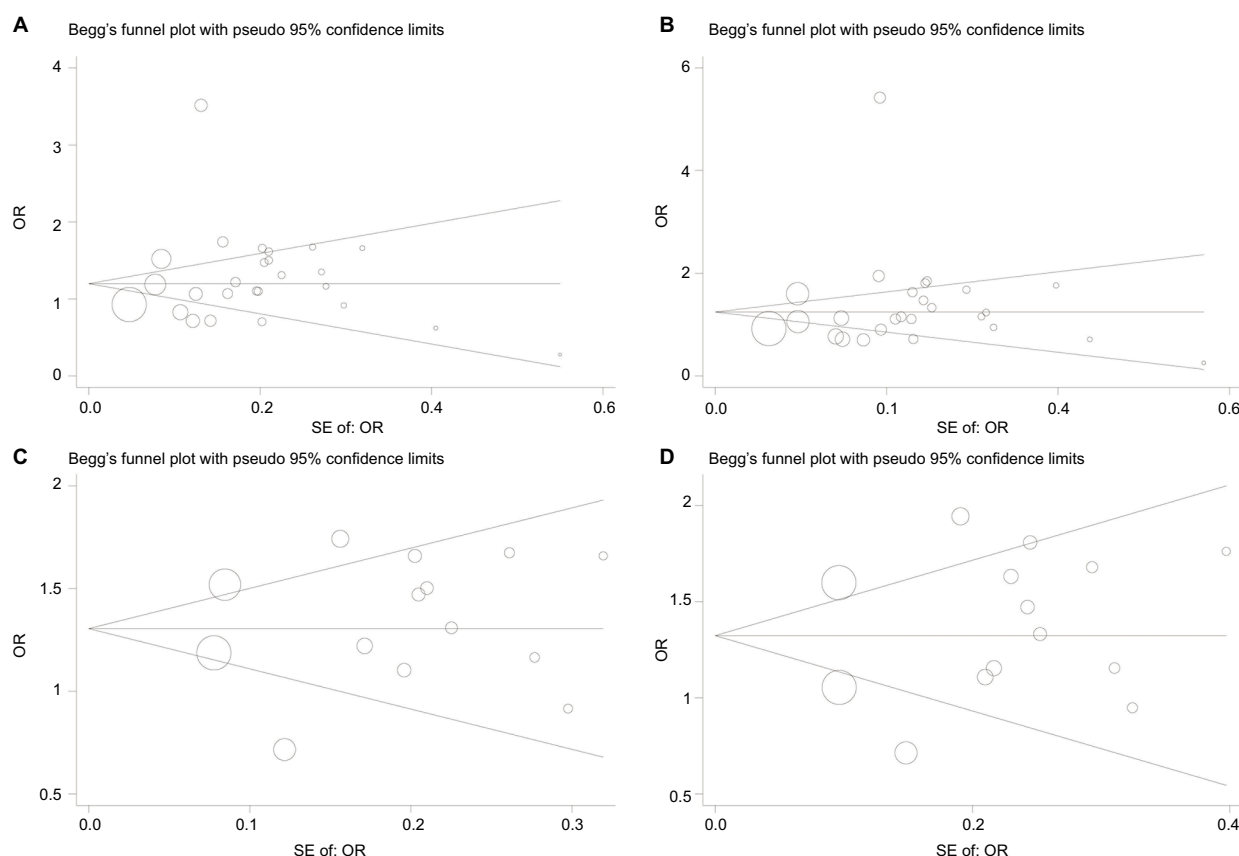 A Begg’s funnel plot with pseudo 95% confidence limits
4
3
2
1
0
OR
0.0 0.2 0.4 0.6
SE of: OR
B Begg’s funnel plot with pseudo 95% confidence limits
6
4
2
0
OR
0.0 0.1 0.4 0.6
SE of: OR
C Begg’s funnel plot with pseudo 95% confidence limits
2
1.5
1
0.5
OR
0.0 0.1 0.2 0.3
SE of: OR
D Begg’s funnel plot with pseudo 95% confidence limits
2
1.5
1
0.5
OR
0.0 0.2 0.4
SE of: OR